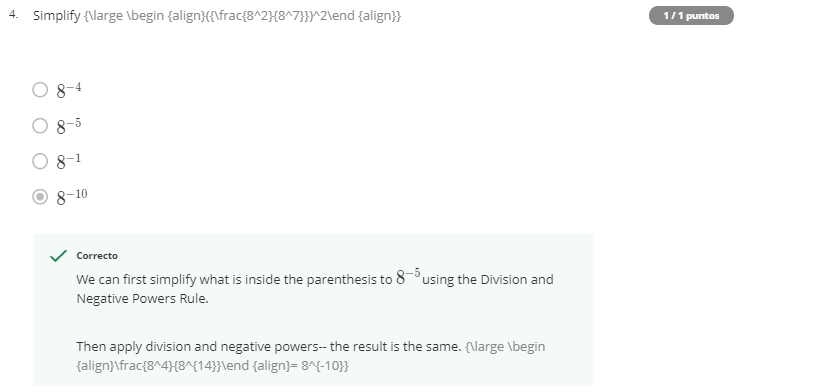 4. Simplify {\large \begin {align}({\frac{8^2}{8^7}})^2\end {align}}
1 / 1 puntos
8^{-4}
8^{-5}
8^{-1}
8^{-10}
Correcto
We can first simplify what is inside the parenthesis to 8^{-5} using the Division and
Negative Powers Rule.
Then apply division and negative powers-- the result is the same. {\large \begin
{align}\frac{8^4}{8^{14}}\end {align}= 8^{-10}}